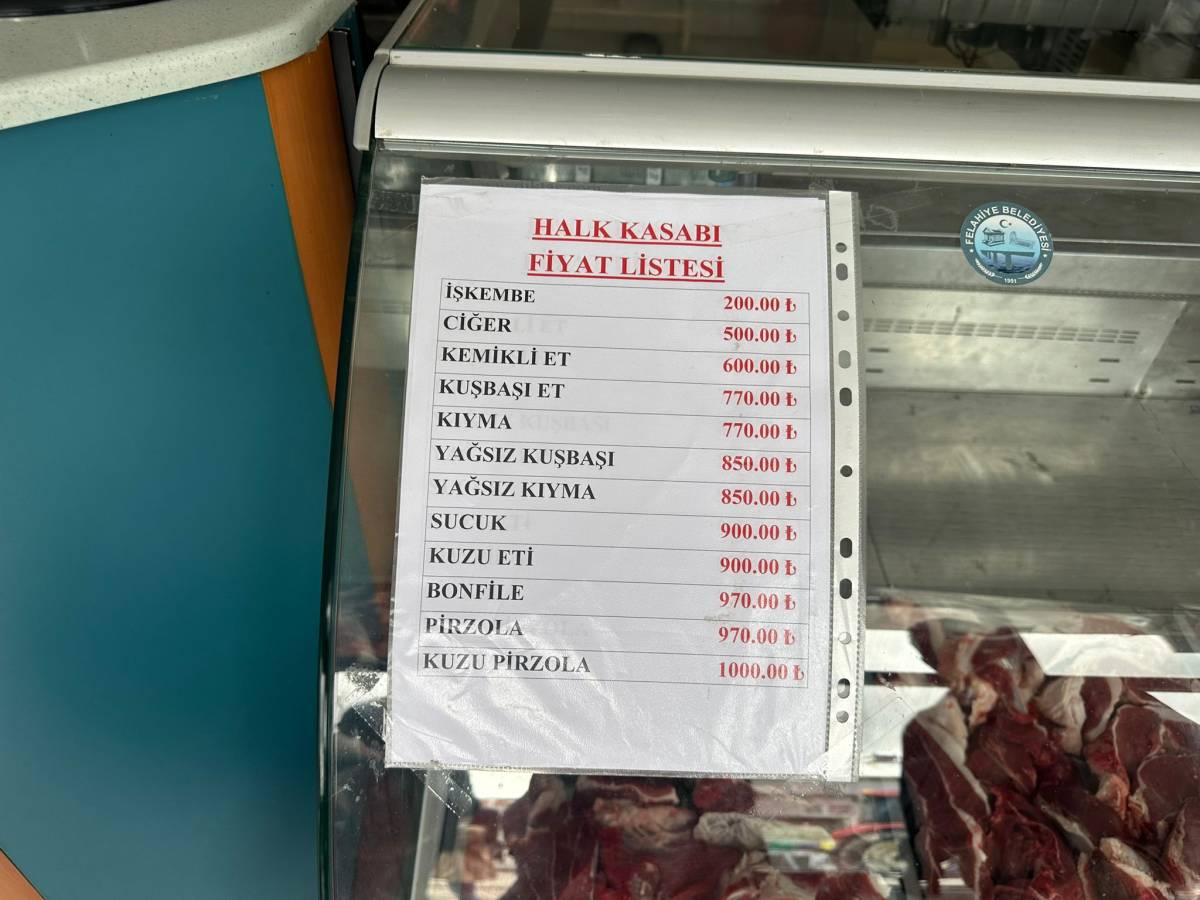 HALK KASABI
FİYAT LİSTESİ
İŞKEMBE 200.00 ₺
CİĞER 500.00 ₺
KEMİKLİ ET 600.00 ₺
KUŞBAŞI ET 770.00 ₺
KIYMA 770.00 ₺
YAĞSIZ KUŞBAŞI 850.00 ₺
YAĞSIZ KIYMA 850.00 ₺
SUCUK 900.00 ₺
KUZU ETİ 900.00 ₺
BONFİLE 970.00 ₺
PİRZOLA 970.00 ₺
KUZU PİRZOLA 1000.00 ₺
FELAHİYE BELEDİYESİ
1991